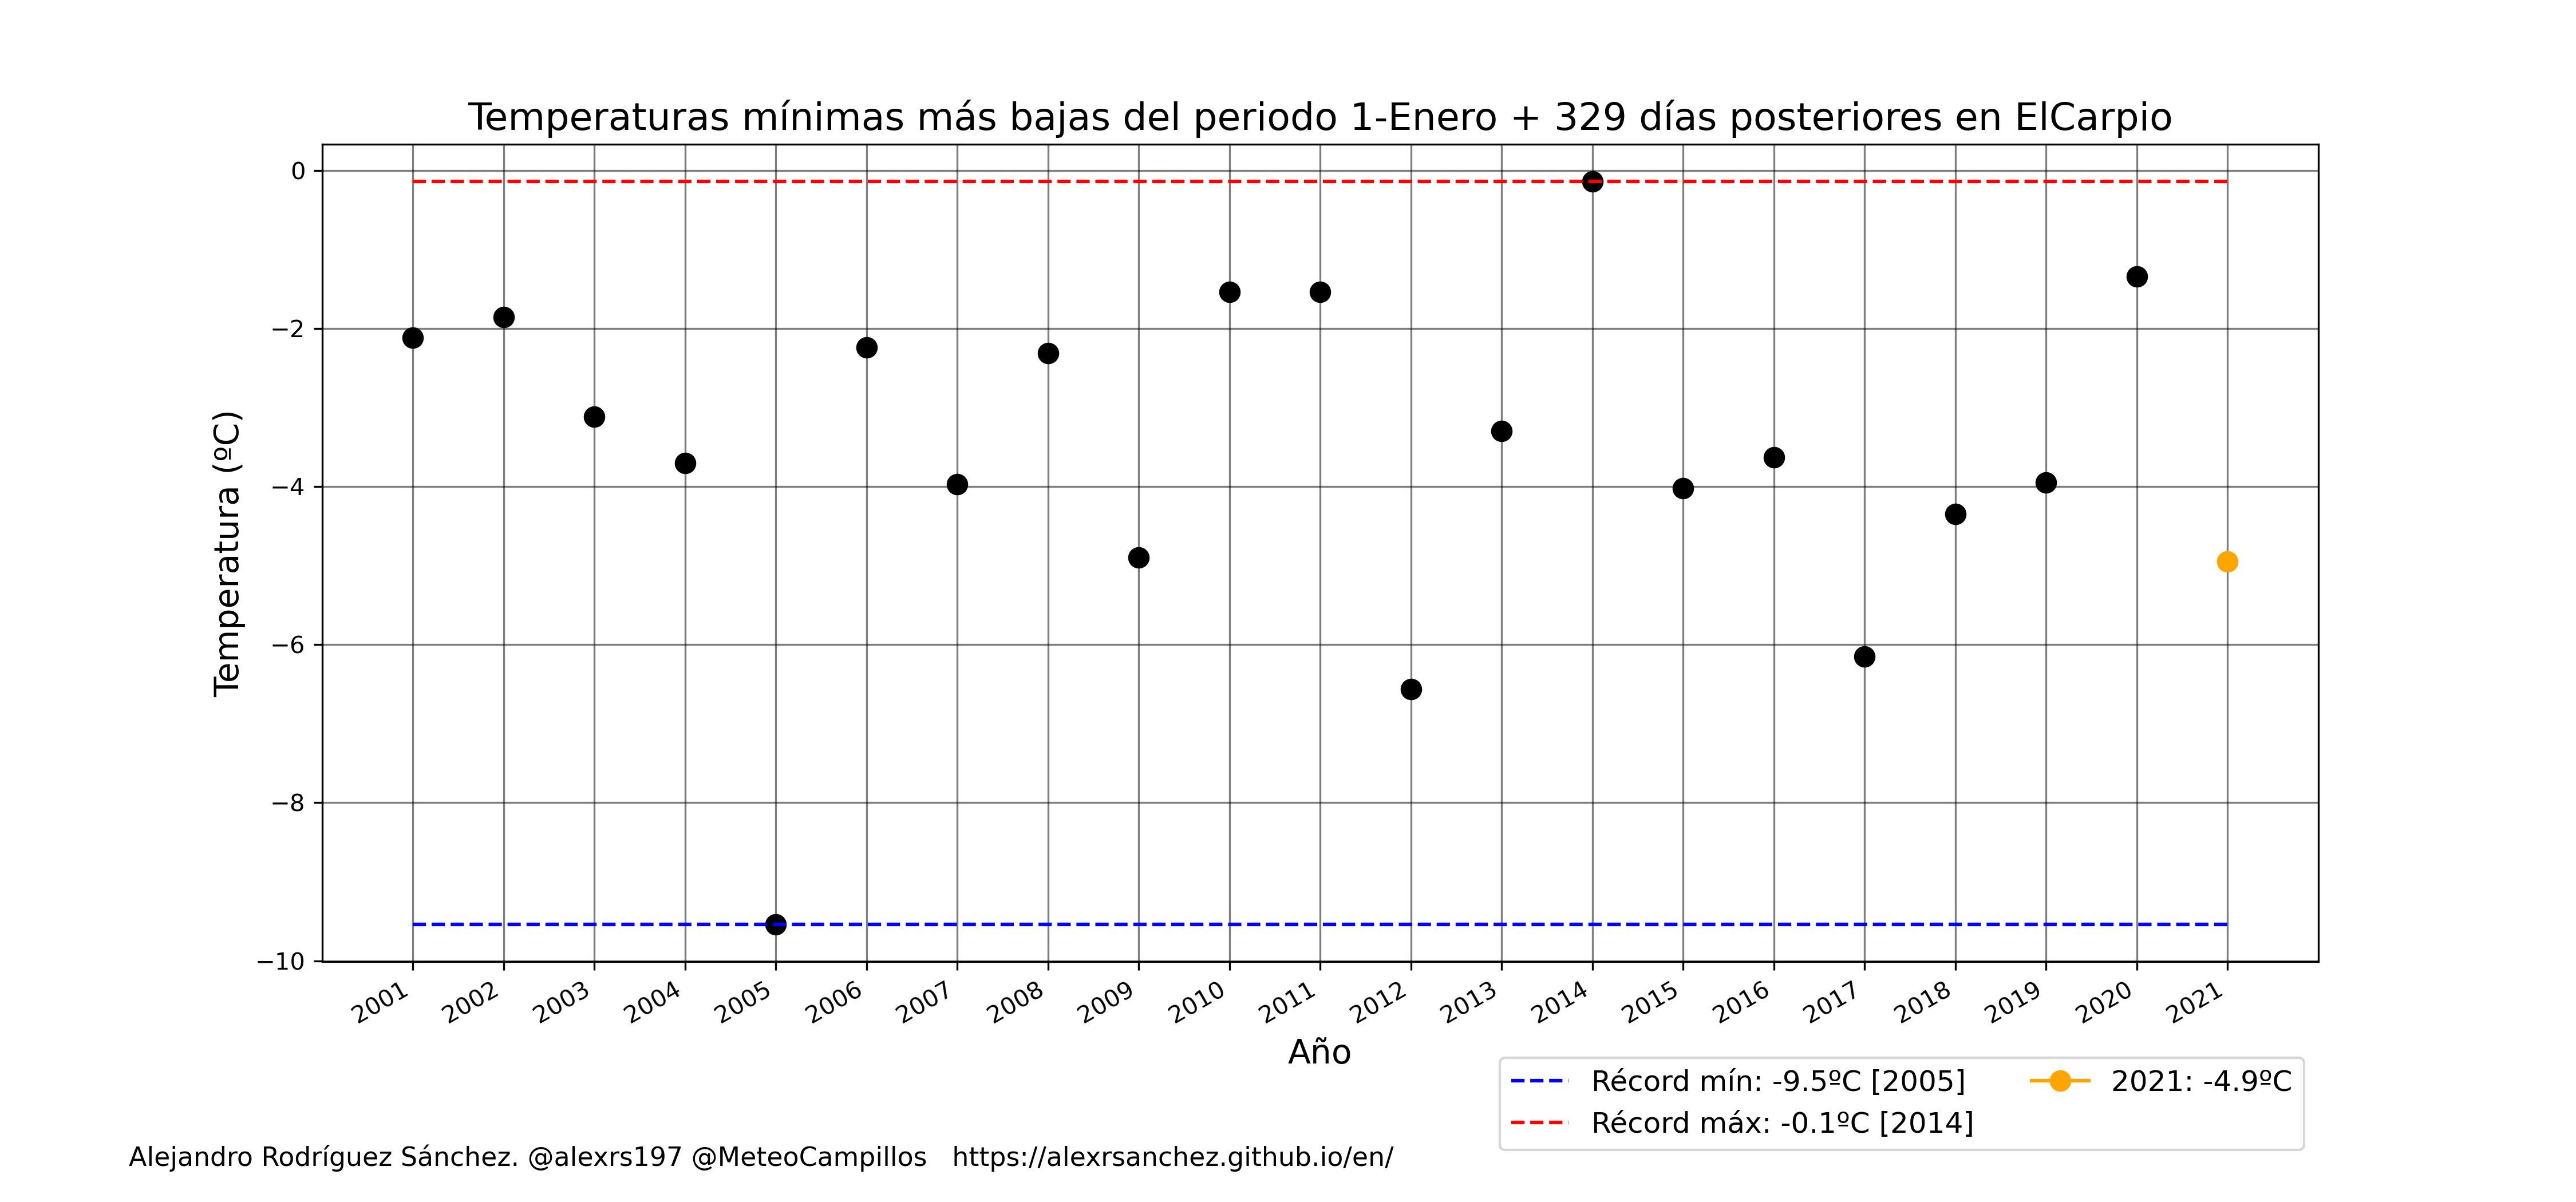 Temperaturas mínimas más bajas del periodo 1-Enero + 329 días posteriores en ElCarpio
Temperatura (ºC)
0
−2
−4
−6
−8
−10
2001 2002 2003 2004 2005 2006 2007 2008 2009 2010 2011 2012 2013 2014 2015 2016 2017 2018 2019 2020 2021
Año
Récord mín: -9.5ºC [2005]
Récord máx: -0.1ºC [2014]
2021: -4.9ºC
Alejandro Rodríguez Sánchez. @alexrs197 @MeteoCampillos https://alexrsanchez.github.io/en/